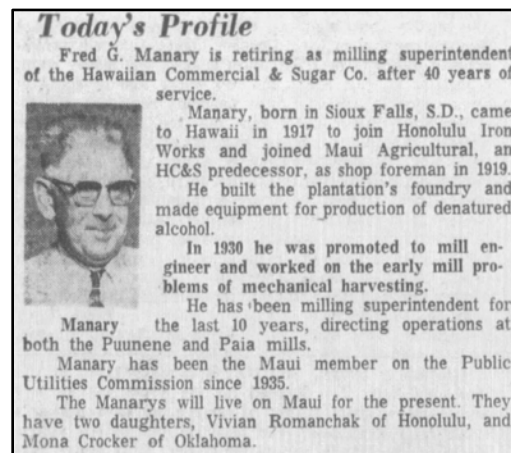 Today's Profile
Fred G. Manary is retiring as milling superintendent
of the Hawaiian Commercial & Sugar Co. after 40 years of
service.
Manary, born in Sioux Falls, S.D., came
to Hawaii in 1917 to join Honolulu Iron
Works and joined Maui Agricultural, an
HC&S predecessor, as shop foreman in 1919.
He built the plantation's foundry and
made equipment for production of denatured
alcohol.
In 1930 he was promoted to mill en-
gineer and worked on the early mill pro-
blems of mechanical harvesting.
He has been milling superintendent for
Manary the last 10 years, directing operations at
both the Puunene and Paia mills.
Manary has been the Maui member on the Public
Utilities Commission since 1935.
The Manarys will live on Maui for the present. They
have two daughters, Vivian Romanchak of Honolulu, and
Mona Crocker of Oklahoma.